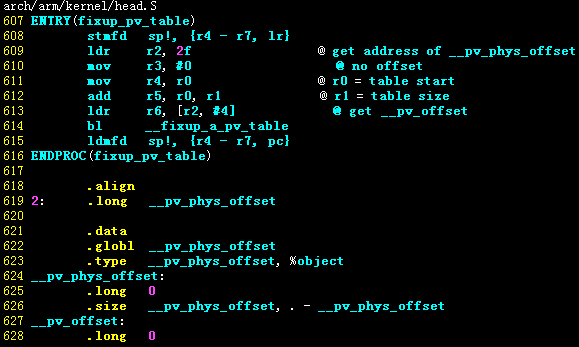 arch/arm/kernel/head.S
607 ENTRY(fixup_pv_table)
608         stmfd   sp!, {r4 - r7, lr}
609         ldr     r2, 2f                  @ get address of __pv_phys_offset
610         mov     r3, #0                  @ no offset
611         mov     r4, r0                  @ r0 = table start
612         add     r5, r0, r1              @ r1 = table size
613         ldr     r6, [r2, #4]            @ get __pv_offset
614         bl      __fixup_a_pv_table
615         ldmfd   sp!, {r4 - r7, pc}
616 ENDPROC(fixup_pv_table)
617
618         .align
619 2:      .long   __pv_phys_offset
620
621         .data
622         .globl  __pv_phys_offset
623         .type   __pv_phys_offset, %object
624 __pv_phys_offset:
625         .long   0
626         .size   __pv_phys_offset, . - __pv_phys_offset
627 __pv_offset:
628         .long   0